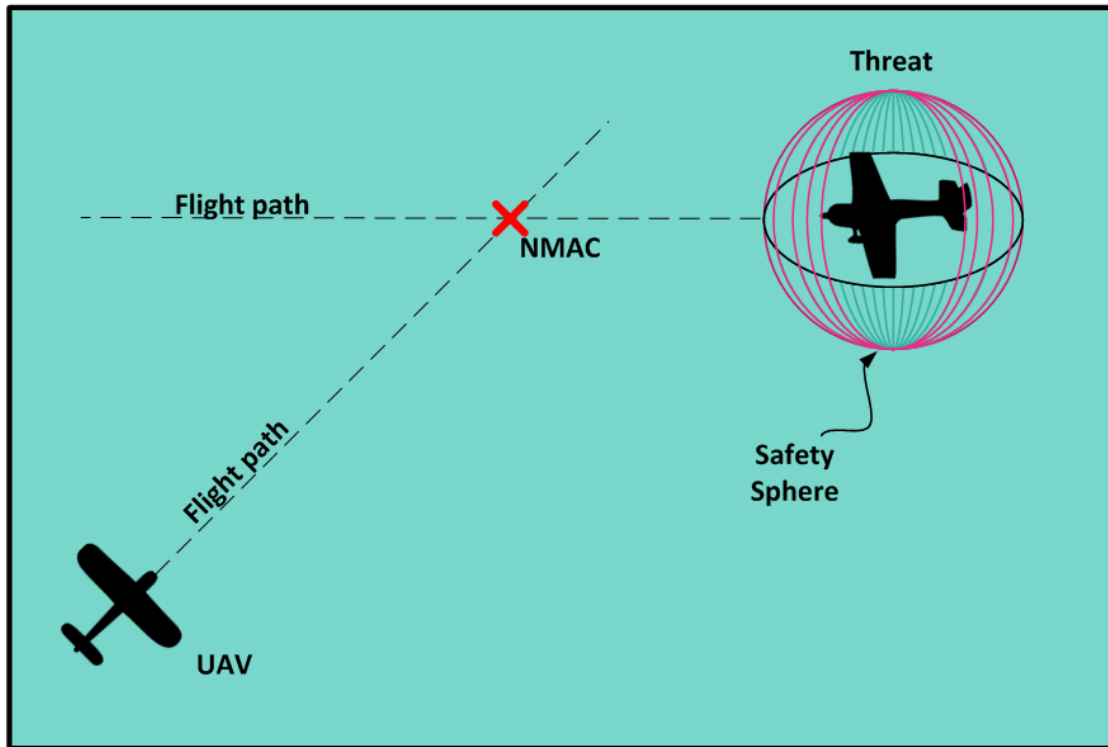 Threat
Flight path
NMAC
Flight path
Safety
Sphere
UAV